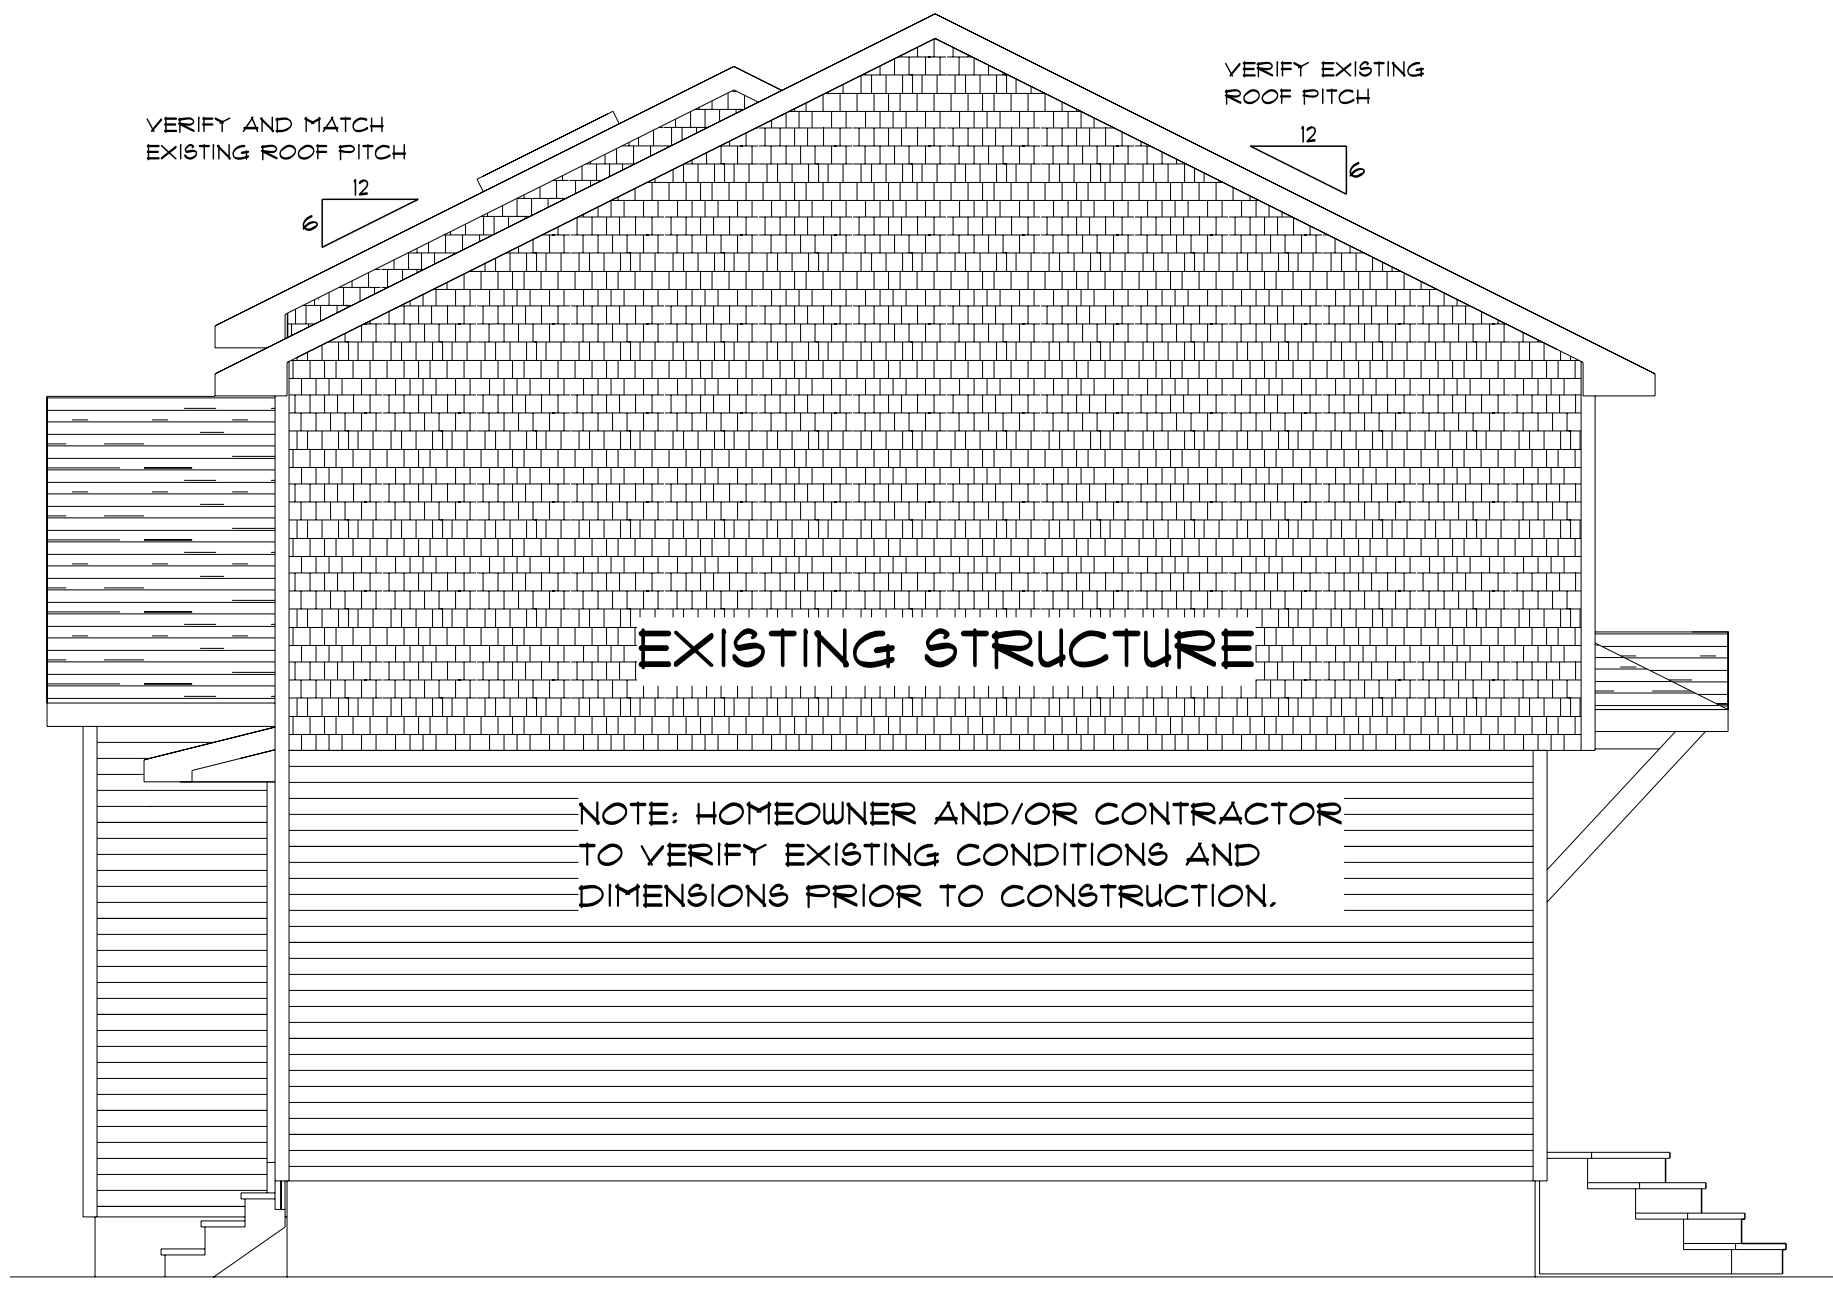 VERIFY EXISTING
ROOF PITCH
12
6
VERIFY AND MATCH
EXISTING ROOF PITCH
12
6
EXISTING STRUCTURE
NOTE: HOMEOWNER AND/OR CONTRACTOR
TO VERIFY EXISTING CONDITIONS AND
DIMENSIONS PRIOR TO CONSTRUCTION.